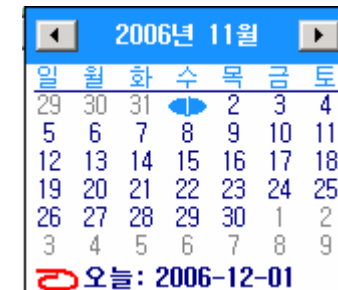 2006년 11월
일 월 화 수 목 금 토
29 30 31 1 2 3 4
5 6 7 8 9 10 11
12 13 14 15 16 17 18
19 20 21 22 23 24 25
26 27 28 29 30 1 2
3 4 5 6 7 8 9
오늘: 2006-12-01